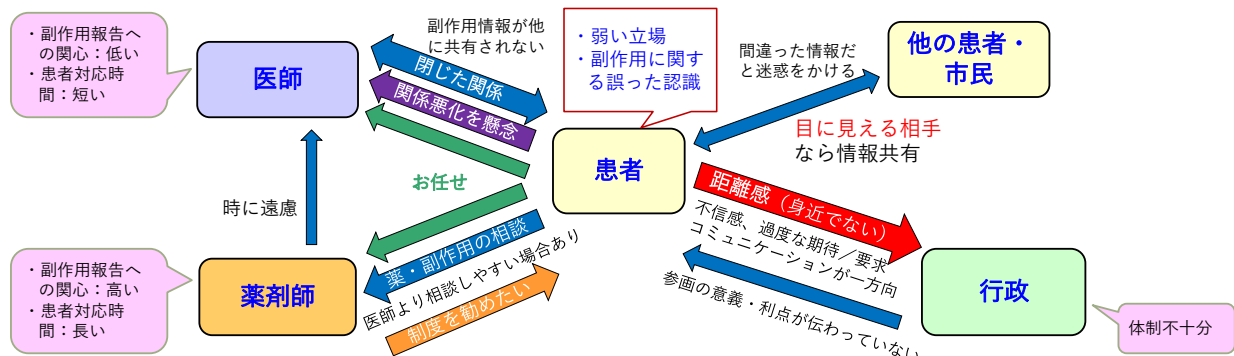 ・副作用報告へ
の関心：低い
・患者対応時
間：短い
医師
副作用情報が他
に共有されない
閉じた関係
関係悪化を懸念
・弱い立場
・副作用に関す
る誤った認識
間違った情報だ
と迷惑をかける
他の患者・
市民
目に見える相手
なら情報共有
患者
お任せ
時に遠慮
距離感（身近でない）
不信感、過度な期待／要求
コミュニケーションが一方向
参画の意義・利点が伝わっていない
薬・副作用の相談
医師より相談しやすい場合あり
制度を勧めたい
・副作用報告へ
の関心：高い
・患者対応時
間：長い
薬剤師
行政
体制不十分